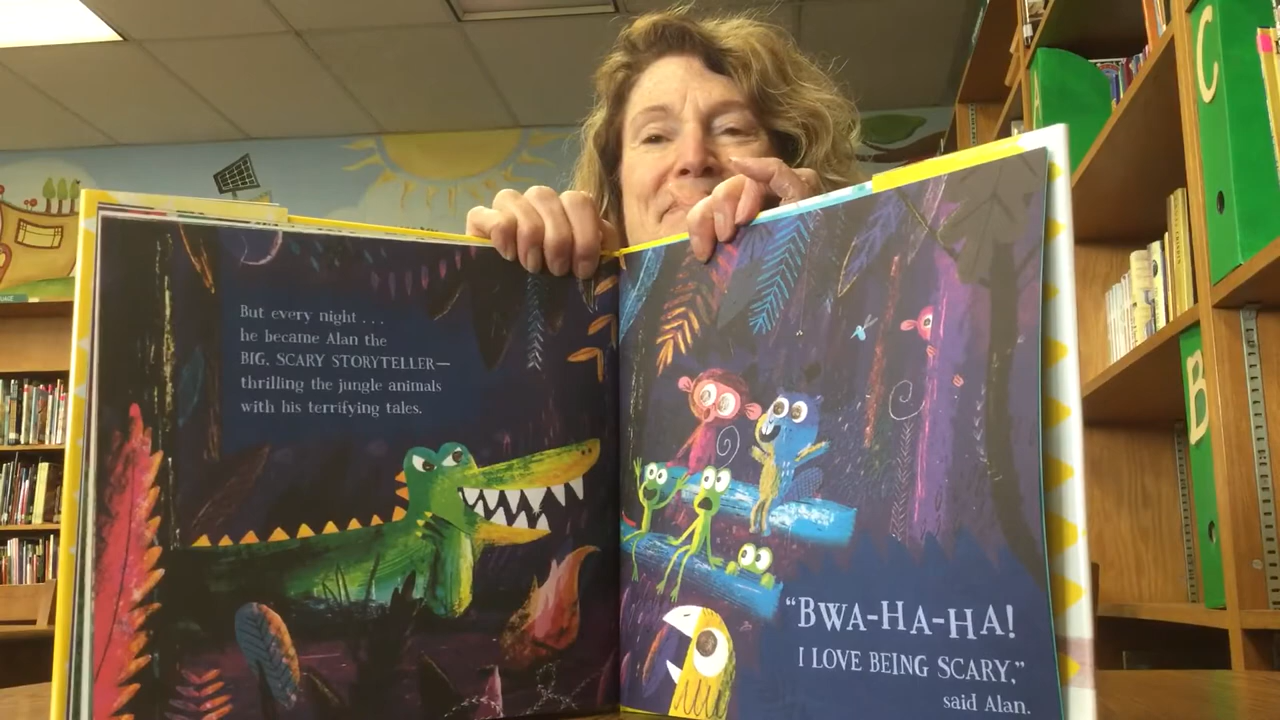 But every night . . .
he became Alan the
BIG, SCARY STORYTELLER—
thrilling the jungle animals
with his terrifying tales.
“BWA-HA-HA!
I LOVE BEING SCARY,”
said Alan.
A
C
B